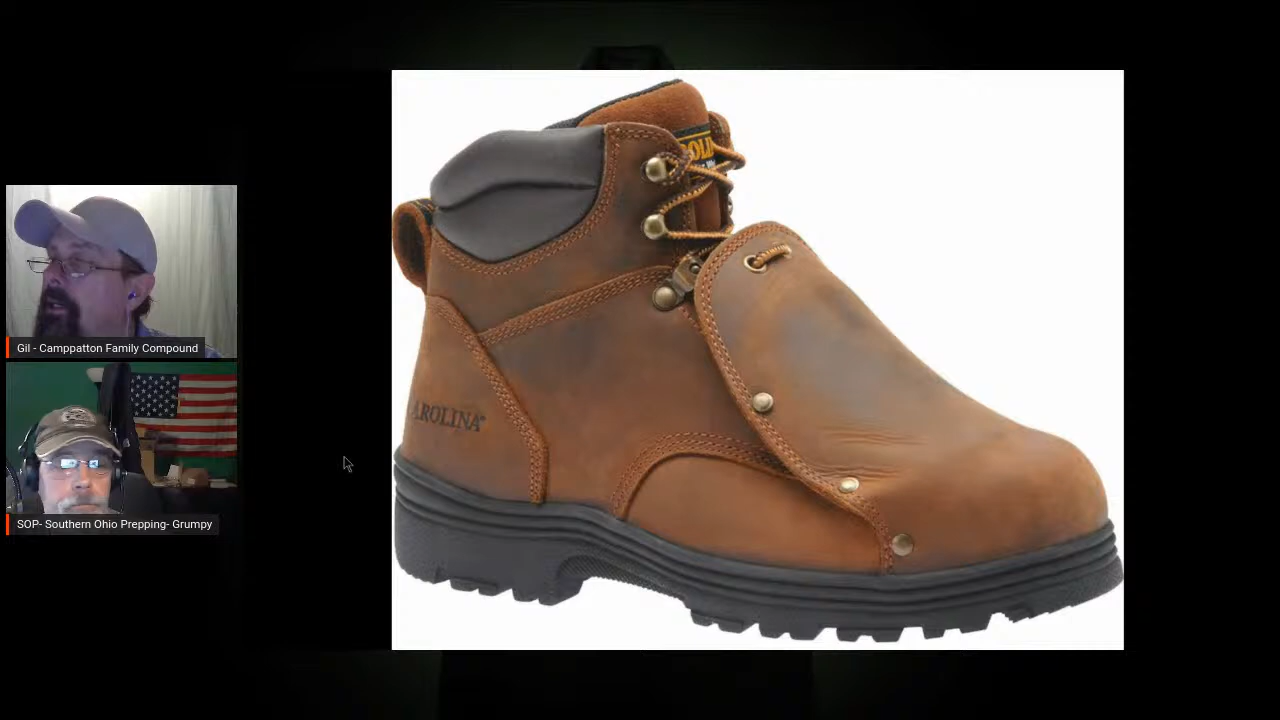 Gil - Camppatton Family Compound
SOP- Southern Ohio Prepping- Grumpy
AROLINA